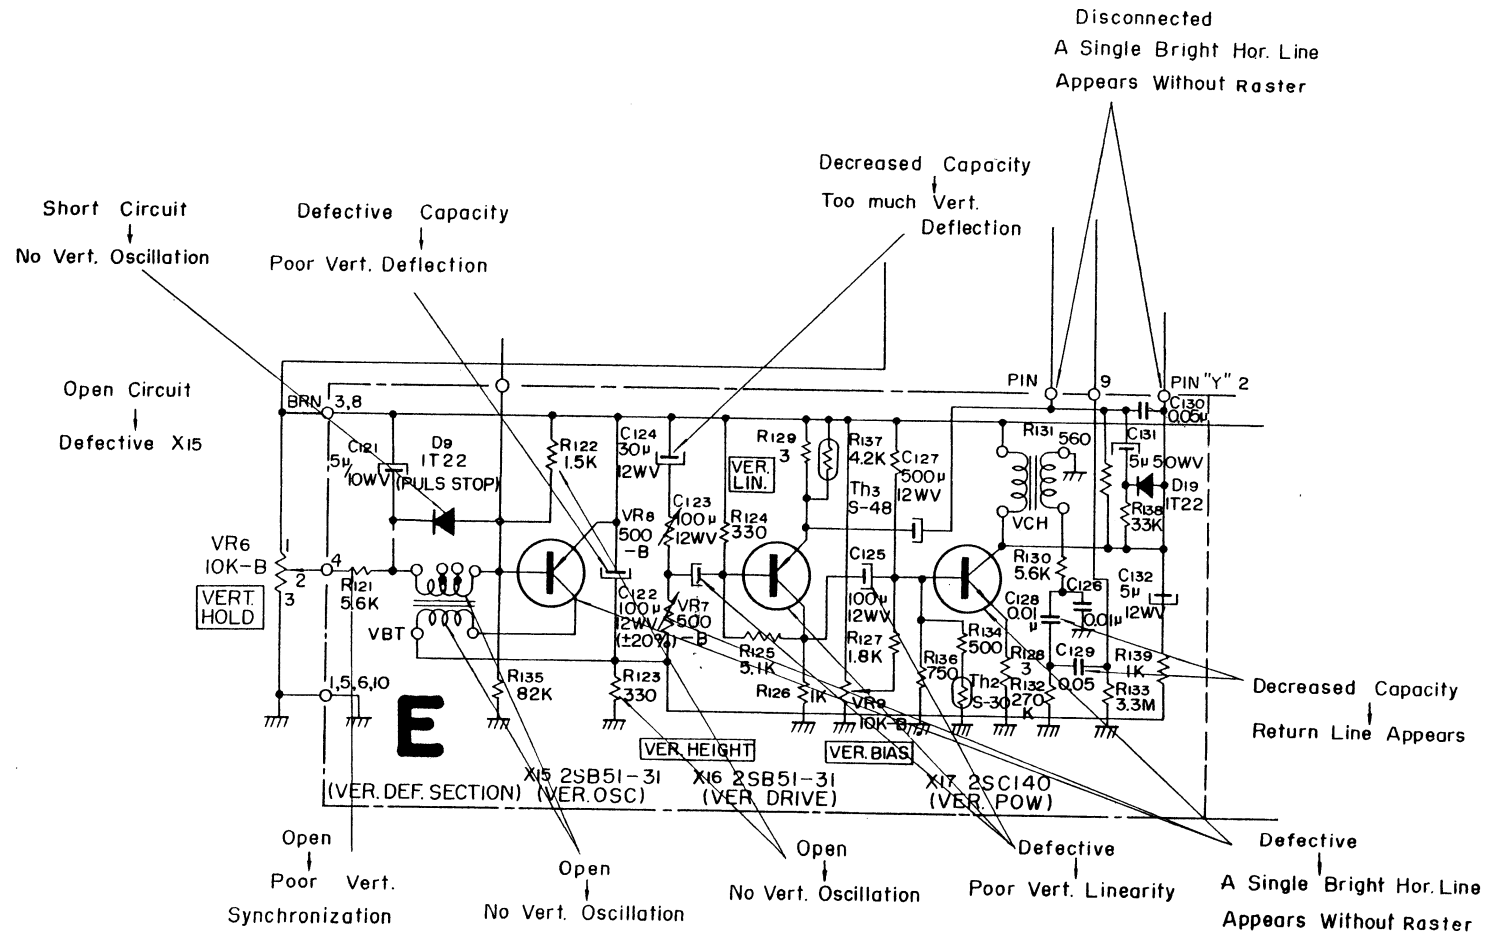 Disconnected
A Single Bright Hor. Line
Appears Without Raster
Decreased Capacity
Too much Vert.
Deflection
Short Circuit
No Vert. Oscillation
Defective Capacity
Poor Vert. Deflection
Open Circuit
Defective X15
PIN
9
PIN "Y" 2
BRN 3,8
C130
0.05μ
C121
5μ
10WV
D9
1T22
(PULS STOP)
R122
1.5K
C124
30μ
12WV
VER.
LIN.
R129
3
R137
4.2K
Th3
S-48
C127
500μ
12WV
R131
560
C131
5μ 50WV
D19
1T22
R138
33K
VCH
C123
100μ
12WV
R124
330
VR8
500
-B
VR6
10K-B
VERT.
HOLD
1
2
3
4
R121
5.6K
VBT
C122
100μ
12WV
(±20%)
VR7
500
-B
C125
100μ
12WV
R130
5.6K
C126
0.01μ
C128
0.01
μ
C132
5μ
12WV
R127
1.8K
R134
500
R128
3
C129
0.05
R139
1K
R125
5.1K
R136
750
Th2
S-30
R132
270
K
R133
3.3M
R126
1K
VR9
10K-B
R135
82K
R123
330
1,5,6,10
E
VER. HEIGHT
VER. BIAS
X15 2SB51-31
(VER. OSC)
X16 2SB51-31
(VER. DRIVE)
X17 2SC140
(VER. POW)
(VER. DEF. SECTION)
Decreased Capacity
Return Line Appears
Open
Poor Vert.
Synchronization
Open
No Vert. Oscillation
Open
No Vert. Oscillation
Defective
Poor Vert. Linearity
Defective
A Single Bright Hor. Line
Appears Without Raster